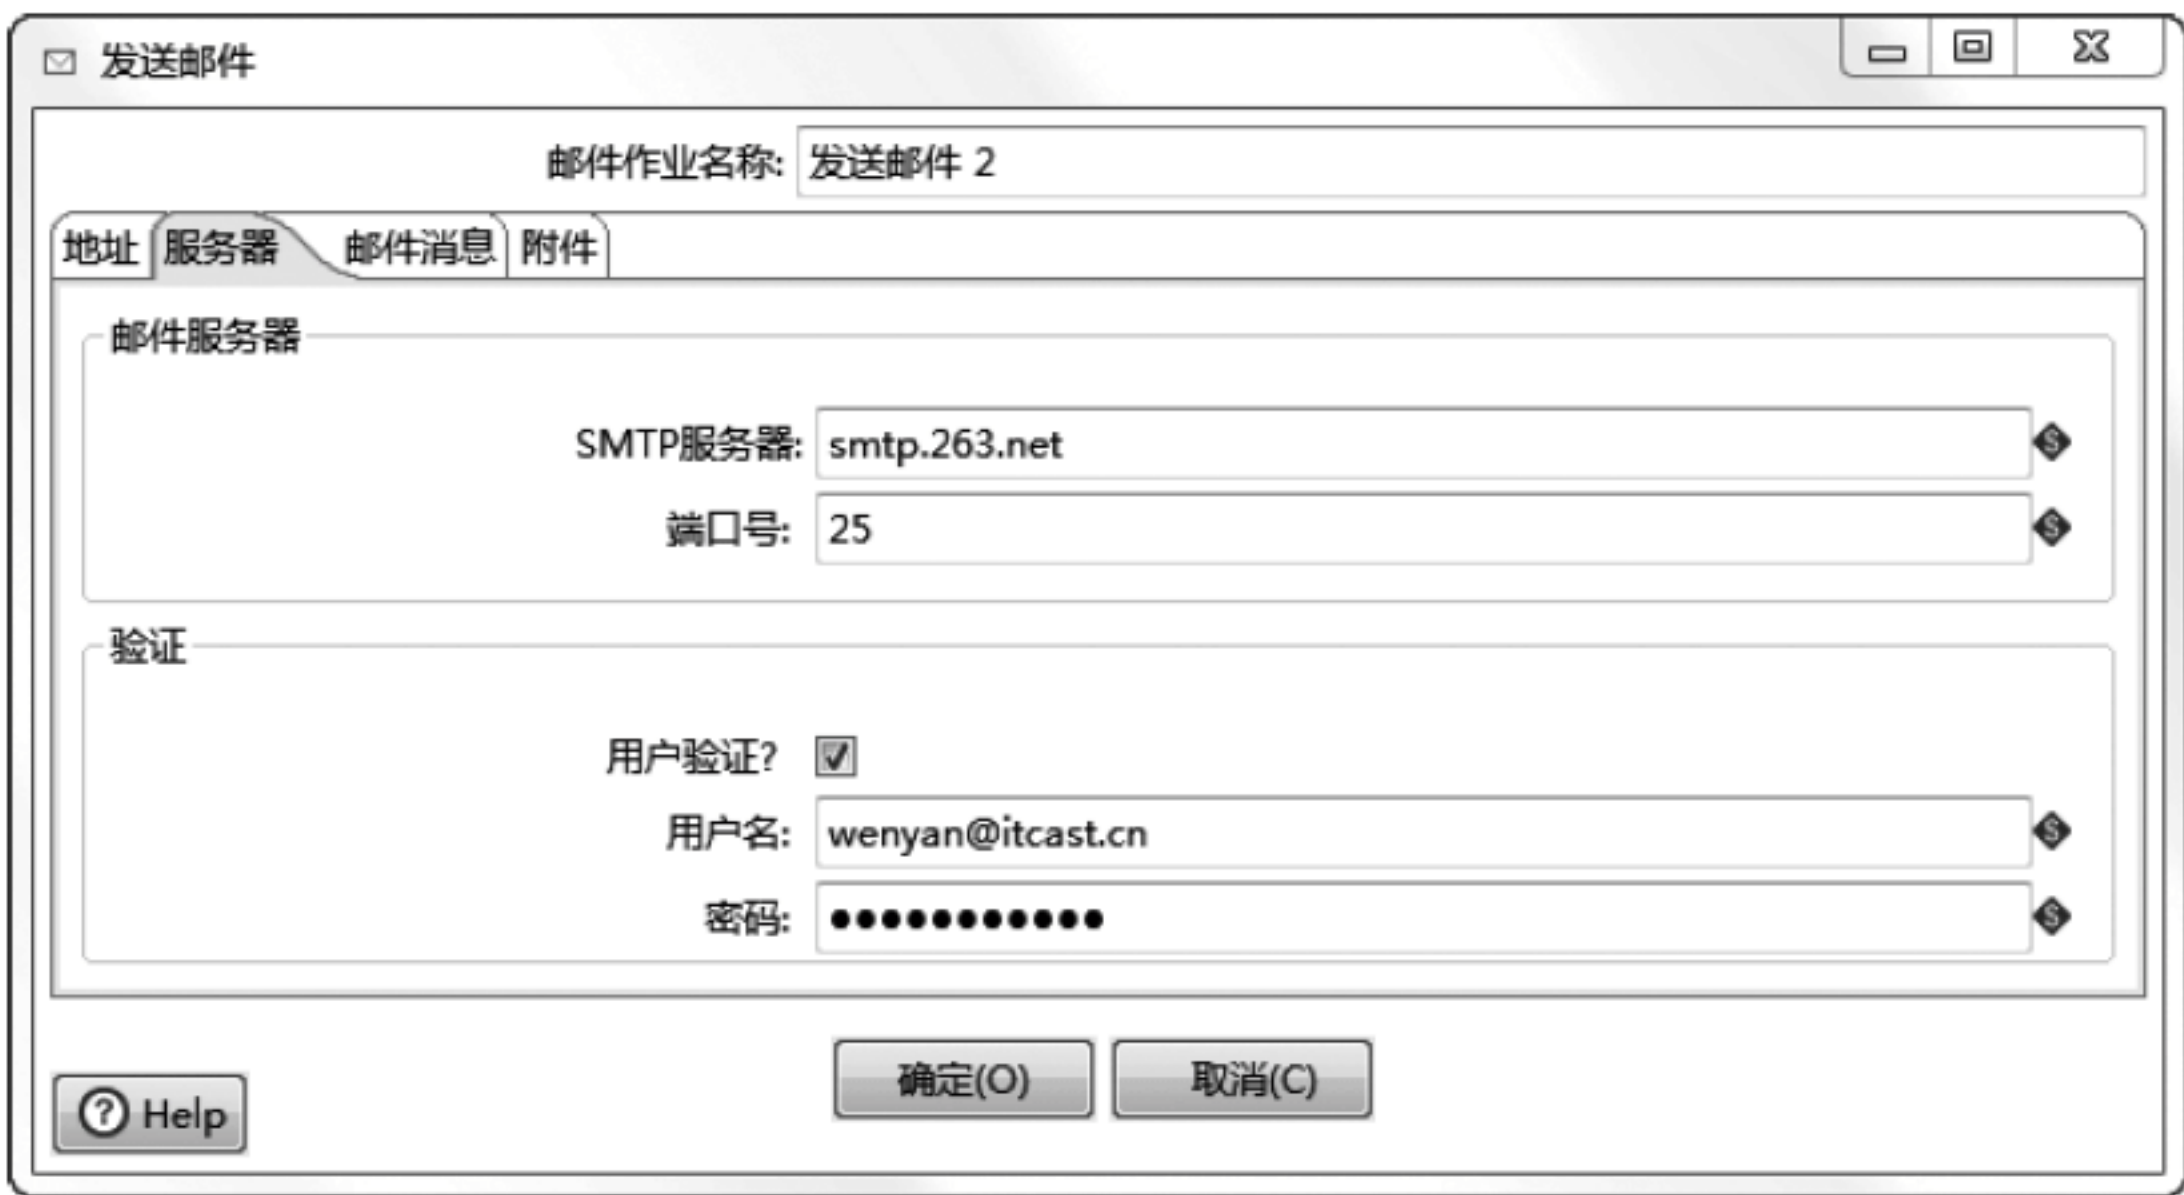 发送邮件
邮件作业名称: 发送邮件 2
地址 服务器 邮件消息 附件
邮件服务器
SMTP服务器: smtp.263.net
端口号: 25
验证
用户验证?
用户名: wenyan@itcast.cn
密码: ●●●●●●●●●●●
确定(O) 取消(C)
Help